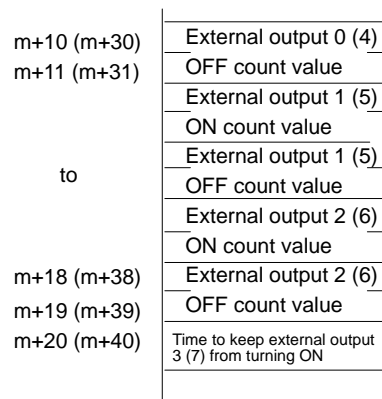 m+10 (m+30) External output 0 (4)
m+11 (m+31) OFF count value
External output 1 (5)
ON count value
External output 1 (5)
to OFF count value
External output 2 (6)
ON count value
m+18 (m+38) External output 2 (6)
m+19 (m+39) OFF count value
m+20 (m+40) Time to keep external output
3 (7) from turning ON